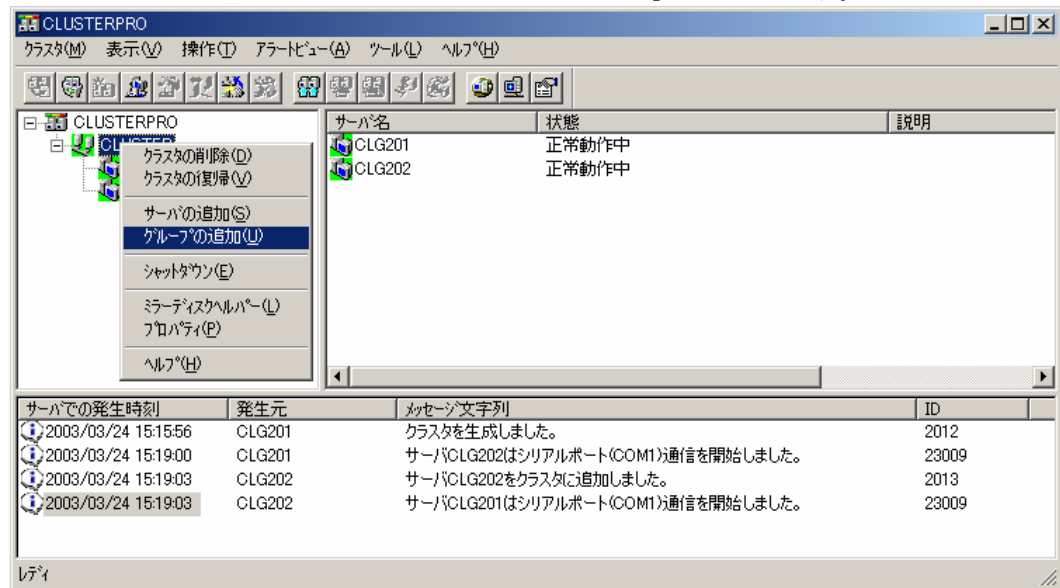 CLUSTERPRO
クラスタ(M) 表示(V) 操作(T) アラートビュー(A) ツール(L) ヘルプ(H)
CLUSTERPRO
クラスタの削除(D)
クラスタの復帰(V)
サーバの追加(S)
グループの追加(U)
シャットダウン(E)
ミラーディスクヘルパー(L)
プロパティ(P)
ヘルプ(H)
サーバ名 状態 説明
CLG201 正常動作中
CLG202 正常動作中
サーバでの発生時刻 発生元 メッセージ文字列 ID
2003/03/24 15:15:56 CLG201 クラスタを生成しました。 2012
2003/03/24 15:19:00 CLG201 サーバCLG202はシリアルポート(COM1)通信を開始しました。 23009
2003/03/24 15:19:03 CLG202 サーバCLG202をクラスタに追加しました。 2013
2003/03/24 15:19:03 CLG202 サーバCLG201はシリアルポート(COM1)通信を開始しました。 23009
レディ